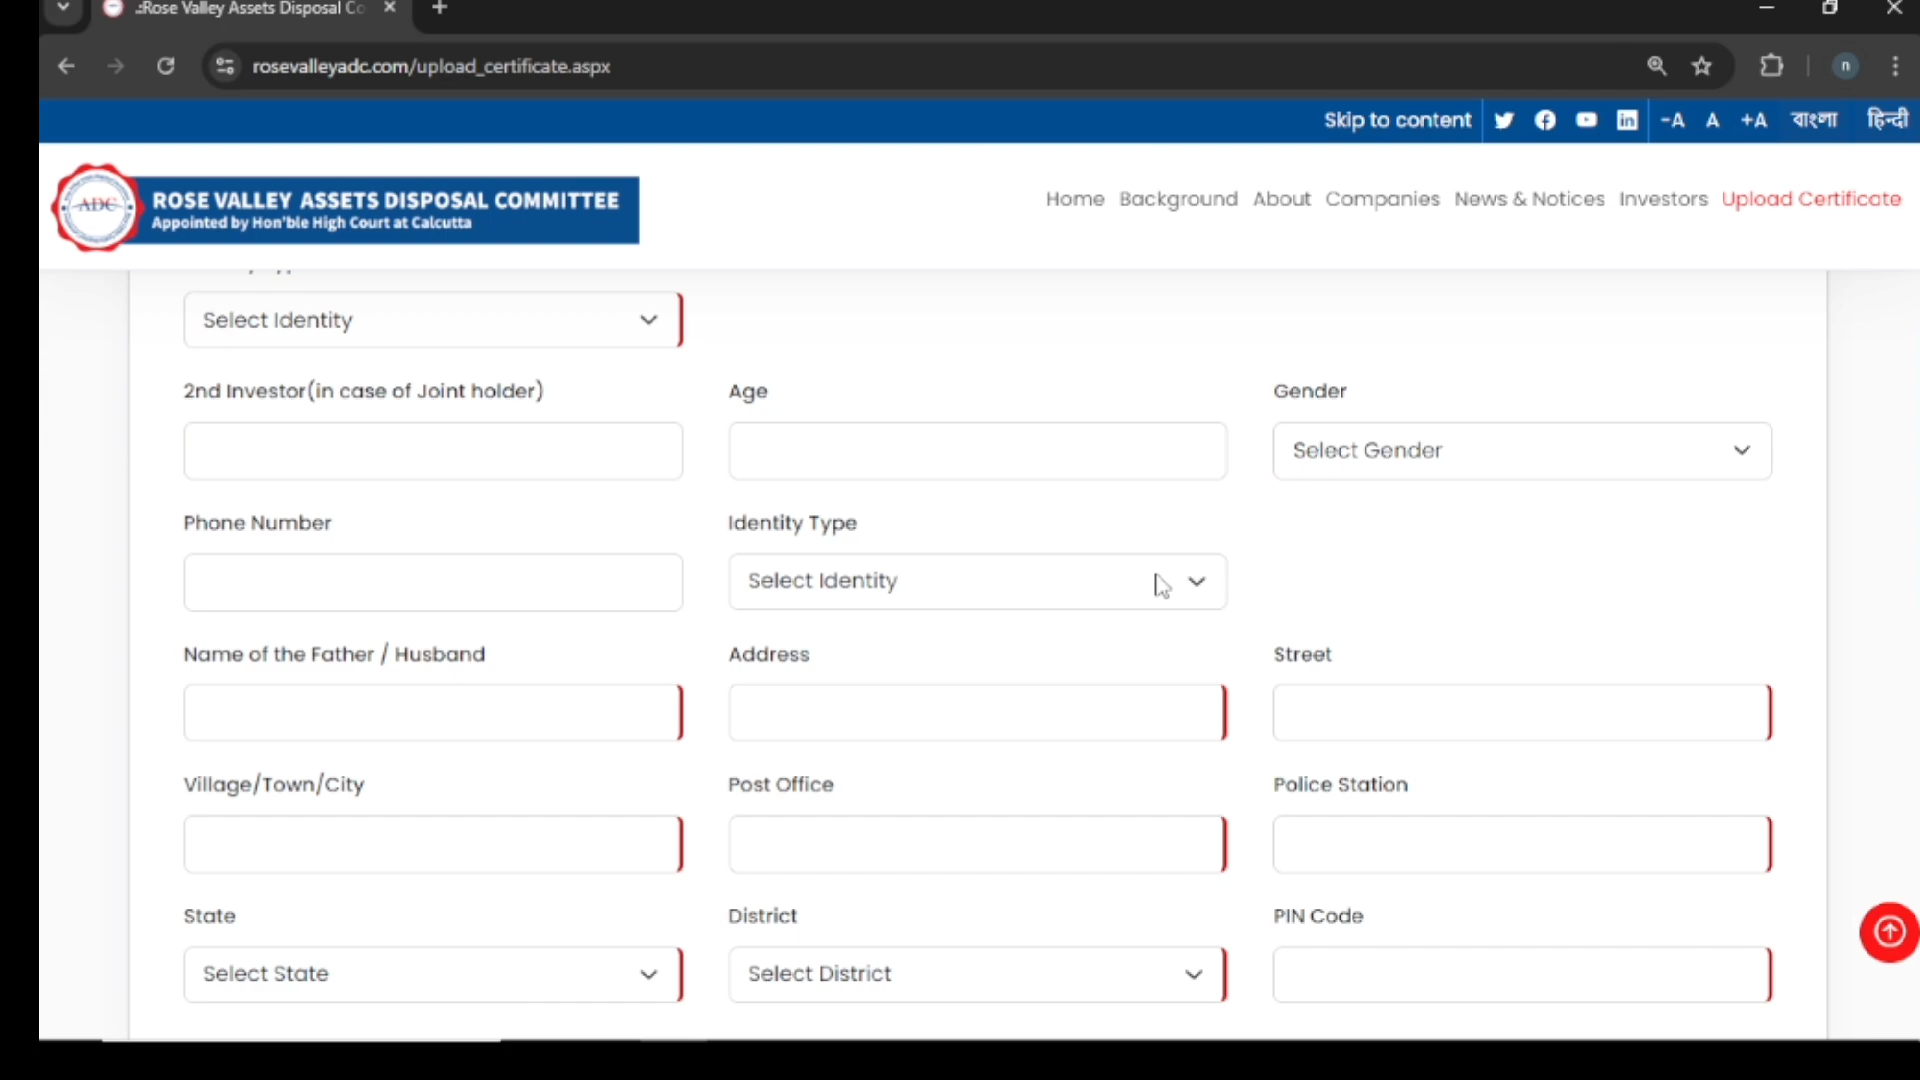 .:Rose Valley Assets Disposal Co
rosevalleyadc.com/upload_certificate.aspx
n
Skip to content -A A +A বাংলা हिन्दी
ADC
ROSE VALLEY ASSETS DISPOSAL COMMITTEE
Appointed by Hon'ble High Court at Calcutta
Home Background About Companies News & Notices Investors Upload Certificate
Select Identity
2nd Investor(in case of Joint holder) Age Gender
Select Gender
Phone Number Identity Type
Select Identity
Name of the Father / Husband Address Street
Village/Town/City Post Office Police Station
State District PIN Code
Select State Select District